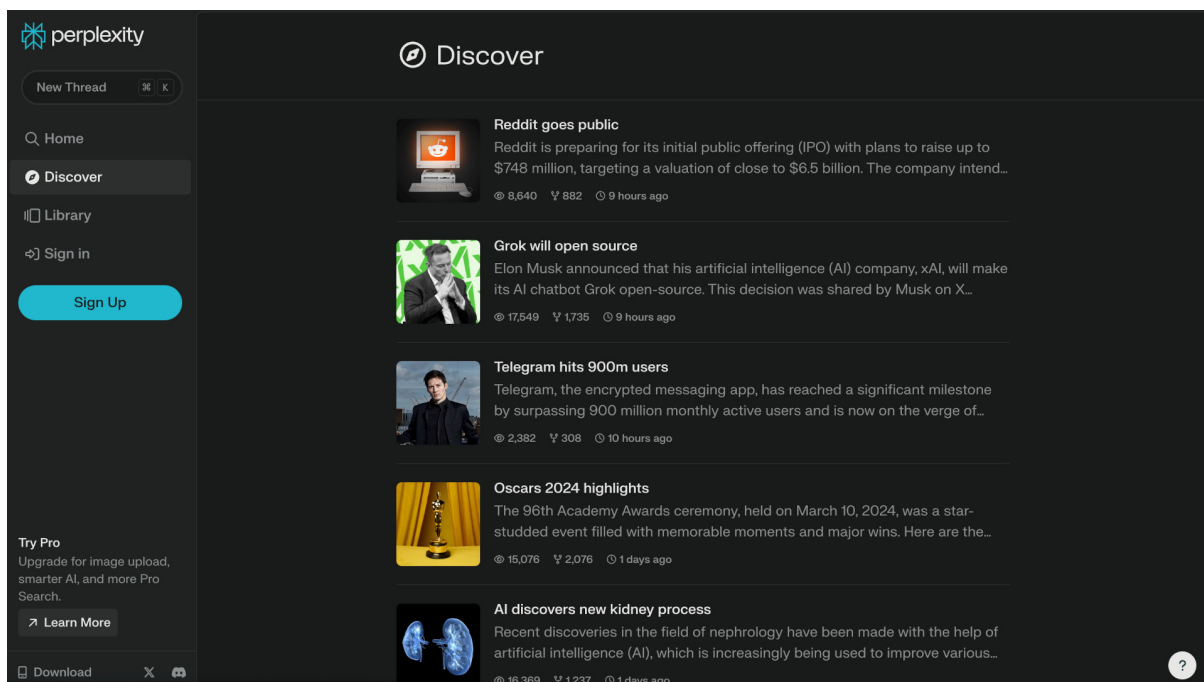 perplexity
New Thread ⌘ K
Home
Discover
Library
Sign in
Sign Up
Try Pro
Upgrade for image upload,
smarter AI, and more Pro
Search.
Learn More
Download
Discover
Reddit goes public
Reddit is preparing for its initial public offering (IPO) with plans to raise up to
$748 million, targeting a valuation of close to $6.5 billion. The company intend...
8,640 882 9 hours ago
Grok will open source
Elon Musk announced that his artificial intelligence (AI) company, xAI, will make
its AI chatbot Grok open-source. This decision was shared by Musk on X...
17,549 1,735 9 hours ago
Telegram hits 900m users
Telegram, the encrypted messaging app, has reached a significant milestone
by surpassing 900 million monthly active users and is now on the verge of...
2,382 308 10 hours ago
Oscars 2024 highlights
The 96th Academy Awards ceremony, held on March 10, 2024, was a star-
studded event filled with memorable moments and major wins. Here are the...
15,076 2,076 1 days ago
AI discovers new kidney process
Recent discoveries in the field of nephrology have been made with the help of
artificial intelligence (AI), which is increasingly being used to improve various...
16,369 1,237 1 days ago
?